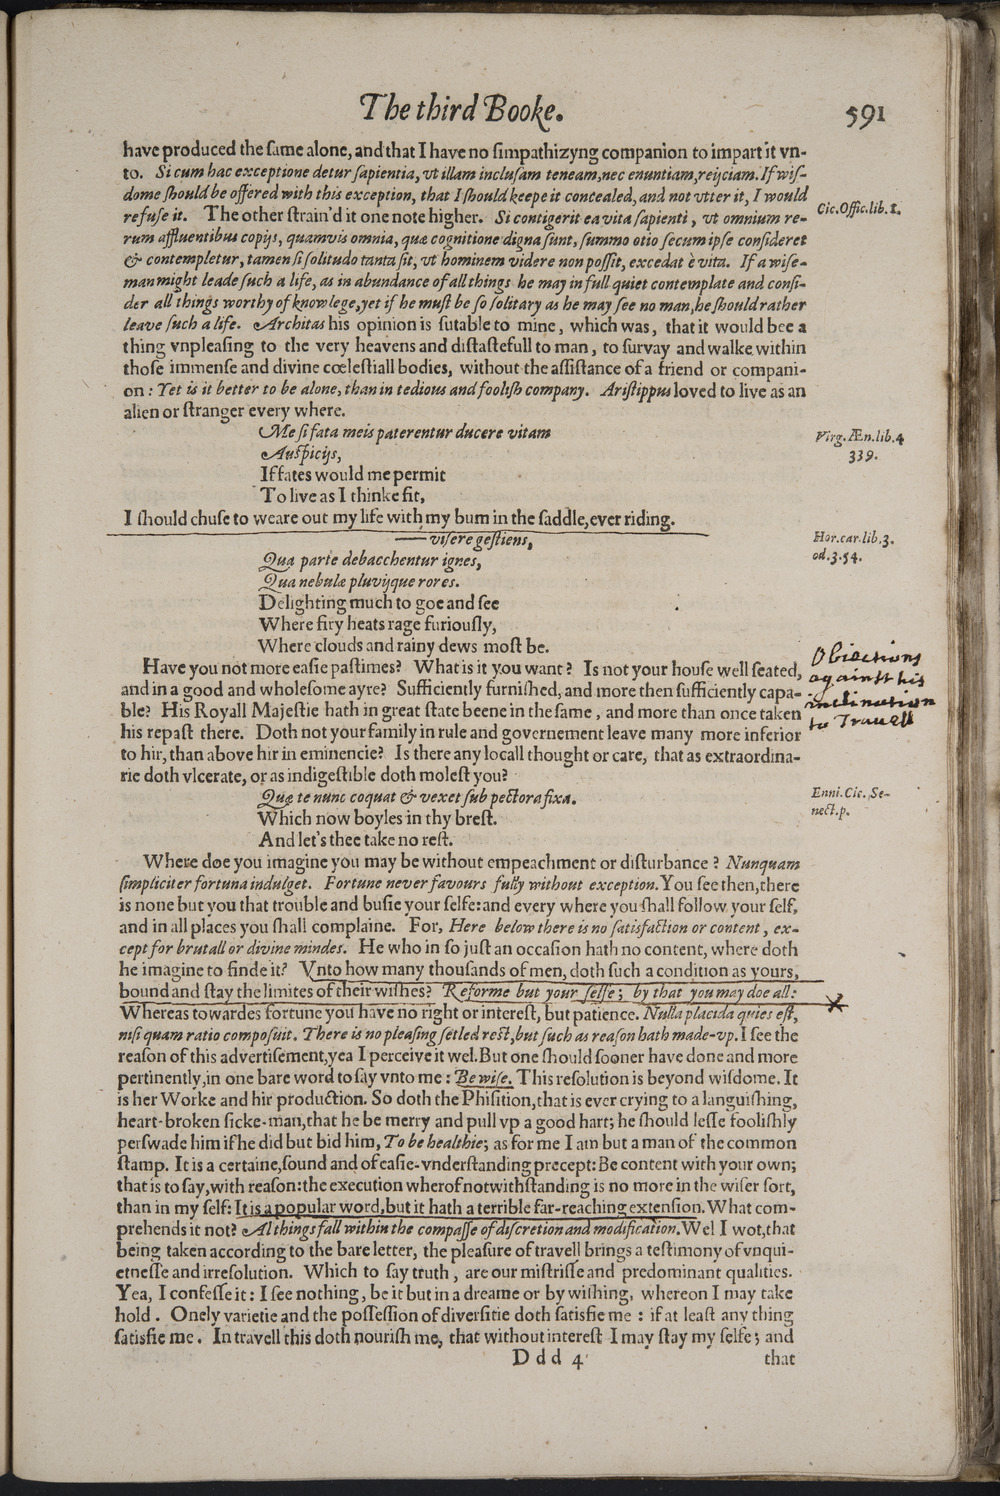 The third Booke. 591
have produced the ſame alone, and that I have no ſimpathizyng companion to impart it vn-
to. Si cum hac exceptione detur ſapientia, vt illam incluſam teneam, nec enuntiam, reijciam. If wiſ-
dome ſhould be offered with this exception, that I ſhould keepe it concealed, and not vtter it, I would
refuſe it. The other ſtrain'd it one note higher. Si contigerit ea vita ſapienti, vt omnium re-
Cic. Offic. lib. 1.
rum affluentibus copijs, quamvis omnia, quæ cognitione digna ſunt, ſummo otio ſecum ipſe conſideret
& contempletur, tamen ſi ſolitudo tanta ſit, vt hominem videre non poſſit, excedat è vita. If a wiſe-
man might leade ſuch a life, as in abundance of all things he may in full quiet contemplate and conſi-
der all things worthy of knowlege, yet if he muſt be ſo ſolitary as he may ſee no man, he ſhould rather
leave ſuch a life. Architas his opinion is ſutable to mine, which was, that it would bee a
thing vnpleaſing to the very heavens and diſtaſtefull to man, to ſurvay and walke within
thoſe immenſe and divine cœleſtiall bodies, without the aſſiſtance of a friend or compani-
on: Yet is it better to be alone, than in tedious and fooliſh company. Ariſtippus loved to live as an
alien or ſtranger every where.
Me ſi fata meis paterentur ducere vitam
Virg. Æn. lib. 4
Auſpicijs,
339.
If fates would me permit
To live as I thinke fit,
I ſhould chuſe to weare out my life with my bum in the ſaddle, ever riding.
—— viſere geſtiens,
Hor. car. lib. 3.
od. 3. 54.
Qua parte debacchentur ignes,
Qua nebulæ pluvijque rores.
Delighting much to goe and ſee
Where firy heats rage furiouſly,
Where clouds and rainy dews moſt be.
Obiections
againſt his
inclination
to Trauell
Have you not more eaſie paſtimes? What is it you want? Is not your houſe well ſeated,
and in a good and wholeſome ayre? Sufficiently furniſhed, and more then ſufficiently capa-
ble? His Royall Majeſtie hath in great ſtate beene in the ſame, and more than once taken
his repaſt there. Doth not your family in rule and governement leave many more inferior
to hir, than above hir in eminencie? Is there any locall thought or care, that as extraordina-
rie doth vlcerate, or as indigeſtible doth moleſt you?
Quæ te nunc coquat & vexet ſub pectora fixa.
Enni. Cic. Se-
nect. p.
Which now boyles in thy breſt.
And let's thee take no reſt.
Where doe you imagine you may be without empeachment or diſturbance? Nunquam
ſimpliciter fortuna indulget. Fortune never favours fully without exception. You ſee then, there
is none but you that trouble and buſie your ſelfe: and every where you ſhall follow your ſelf,
and in all places you ſhall complaine. For, Here below there is no ſatisfaction or content, ex-
cept for brutall or divine mindes. He who in ſo juſt an occaſion hath no content, where doth
he imagine to finde it? Vnto how many thouſands of men, doth ſuch a condition as yours,
bound and ſtay the limites of their wiſhes? Reforme but your ſelfe; by that you may doe all:
Whereas towardes fortune you have no right or intereſt, but patience. Nulla placida quies eſt,
niſi quam ratio compoſuit. There is no pleaſing ſetled reſt, but ſuch as reaſon hath made-vp. I ſee the
reaſon of this advertiſement, yea I perceive it wel. But one ſhould ſooner have done and more
pertinently, in one bare word to ſay vnto me: Be wiſe. This reſolution is beyond wiſdome. It
is her Worke and hir production. So doth the Phiſition, that is ever crying to a languiſhing,
heart-broken ſicke-man, that he be merry and pull vp a good hart; he ſhould leſſe fooliſhly
perſwade him if he did but bid him, To be healthie; as for me I am but a man of the common
ſtamp. It is a certaine, ſound and of eaſie-vnderſtanding precept: Be content with your own;
that is to ſay, with reaſon: the execution wherof notwithſtanding is no more in the wiſer ſort,
than in my ſelf: It is a popular word, but it hath a terrible far-reaching extenſion. What com-
prehends it not? Al things fall within the compaſſe of diſcretion and modification. Wel I wot, that
being taken according to the bare letter, the pleaſure of travell brings a teſtimony of vnqui-
etneſſe and irreſolution. Which to ſay truth, are our miſtriſſe and predominant qualities.
Yea, I confeſſe it: I ſee nothing, be it but in a dreame or by wiſhing, whereon I may take
hold. Onely varietie and the poſſeſſion of diverſitie doth ſatisfie me: if at leaſt any thing
ſatisfie me. In travell this doth nouriſh me, that without intereſt I may ſtay my ſelfe; and
Ddd 4 that